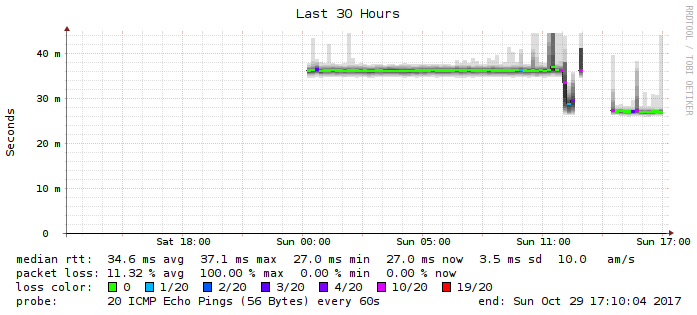 Last 30 Hours
RRDTOOL / TOBI OETIKER
Seconds
40 m
30 m
20 m
10 m
0
Sat 18:00 Sun 00:00 Sun 05:00 Sun 11:00 Sun 17:00
median rtt: 34.6 ms avg 37.1 ms max 27.0 ms min 27.0 ms now 3.5 ms sd 10.0 am/s
packet loss: 11.32 % avg 100.00 % max 0.00 % min 0.00 % now
loss color: 0 1/20 2/20 3/20 4/20 10/20 19/20
probe: 20 ICMP Echo Pings (56 Bytes) every 60s end: Sun Oct 29 17:10:04 2017